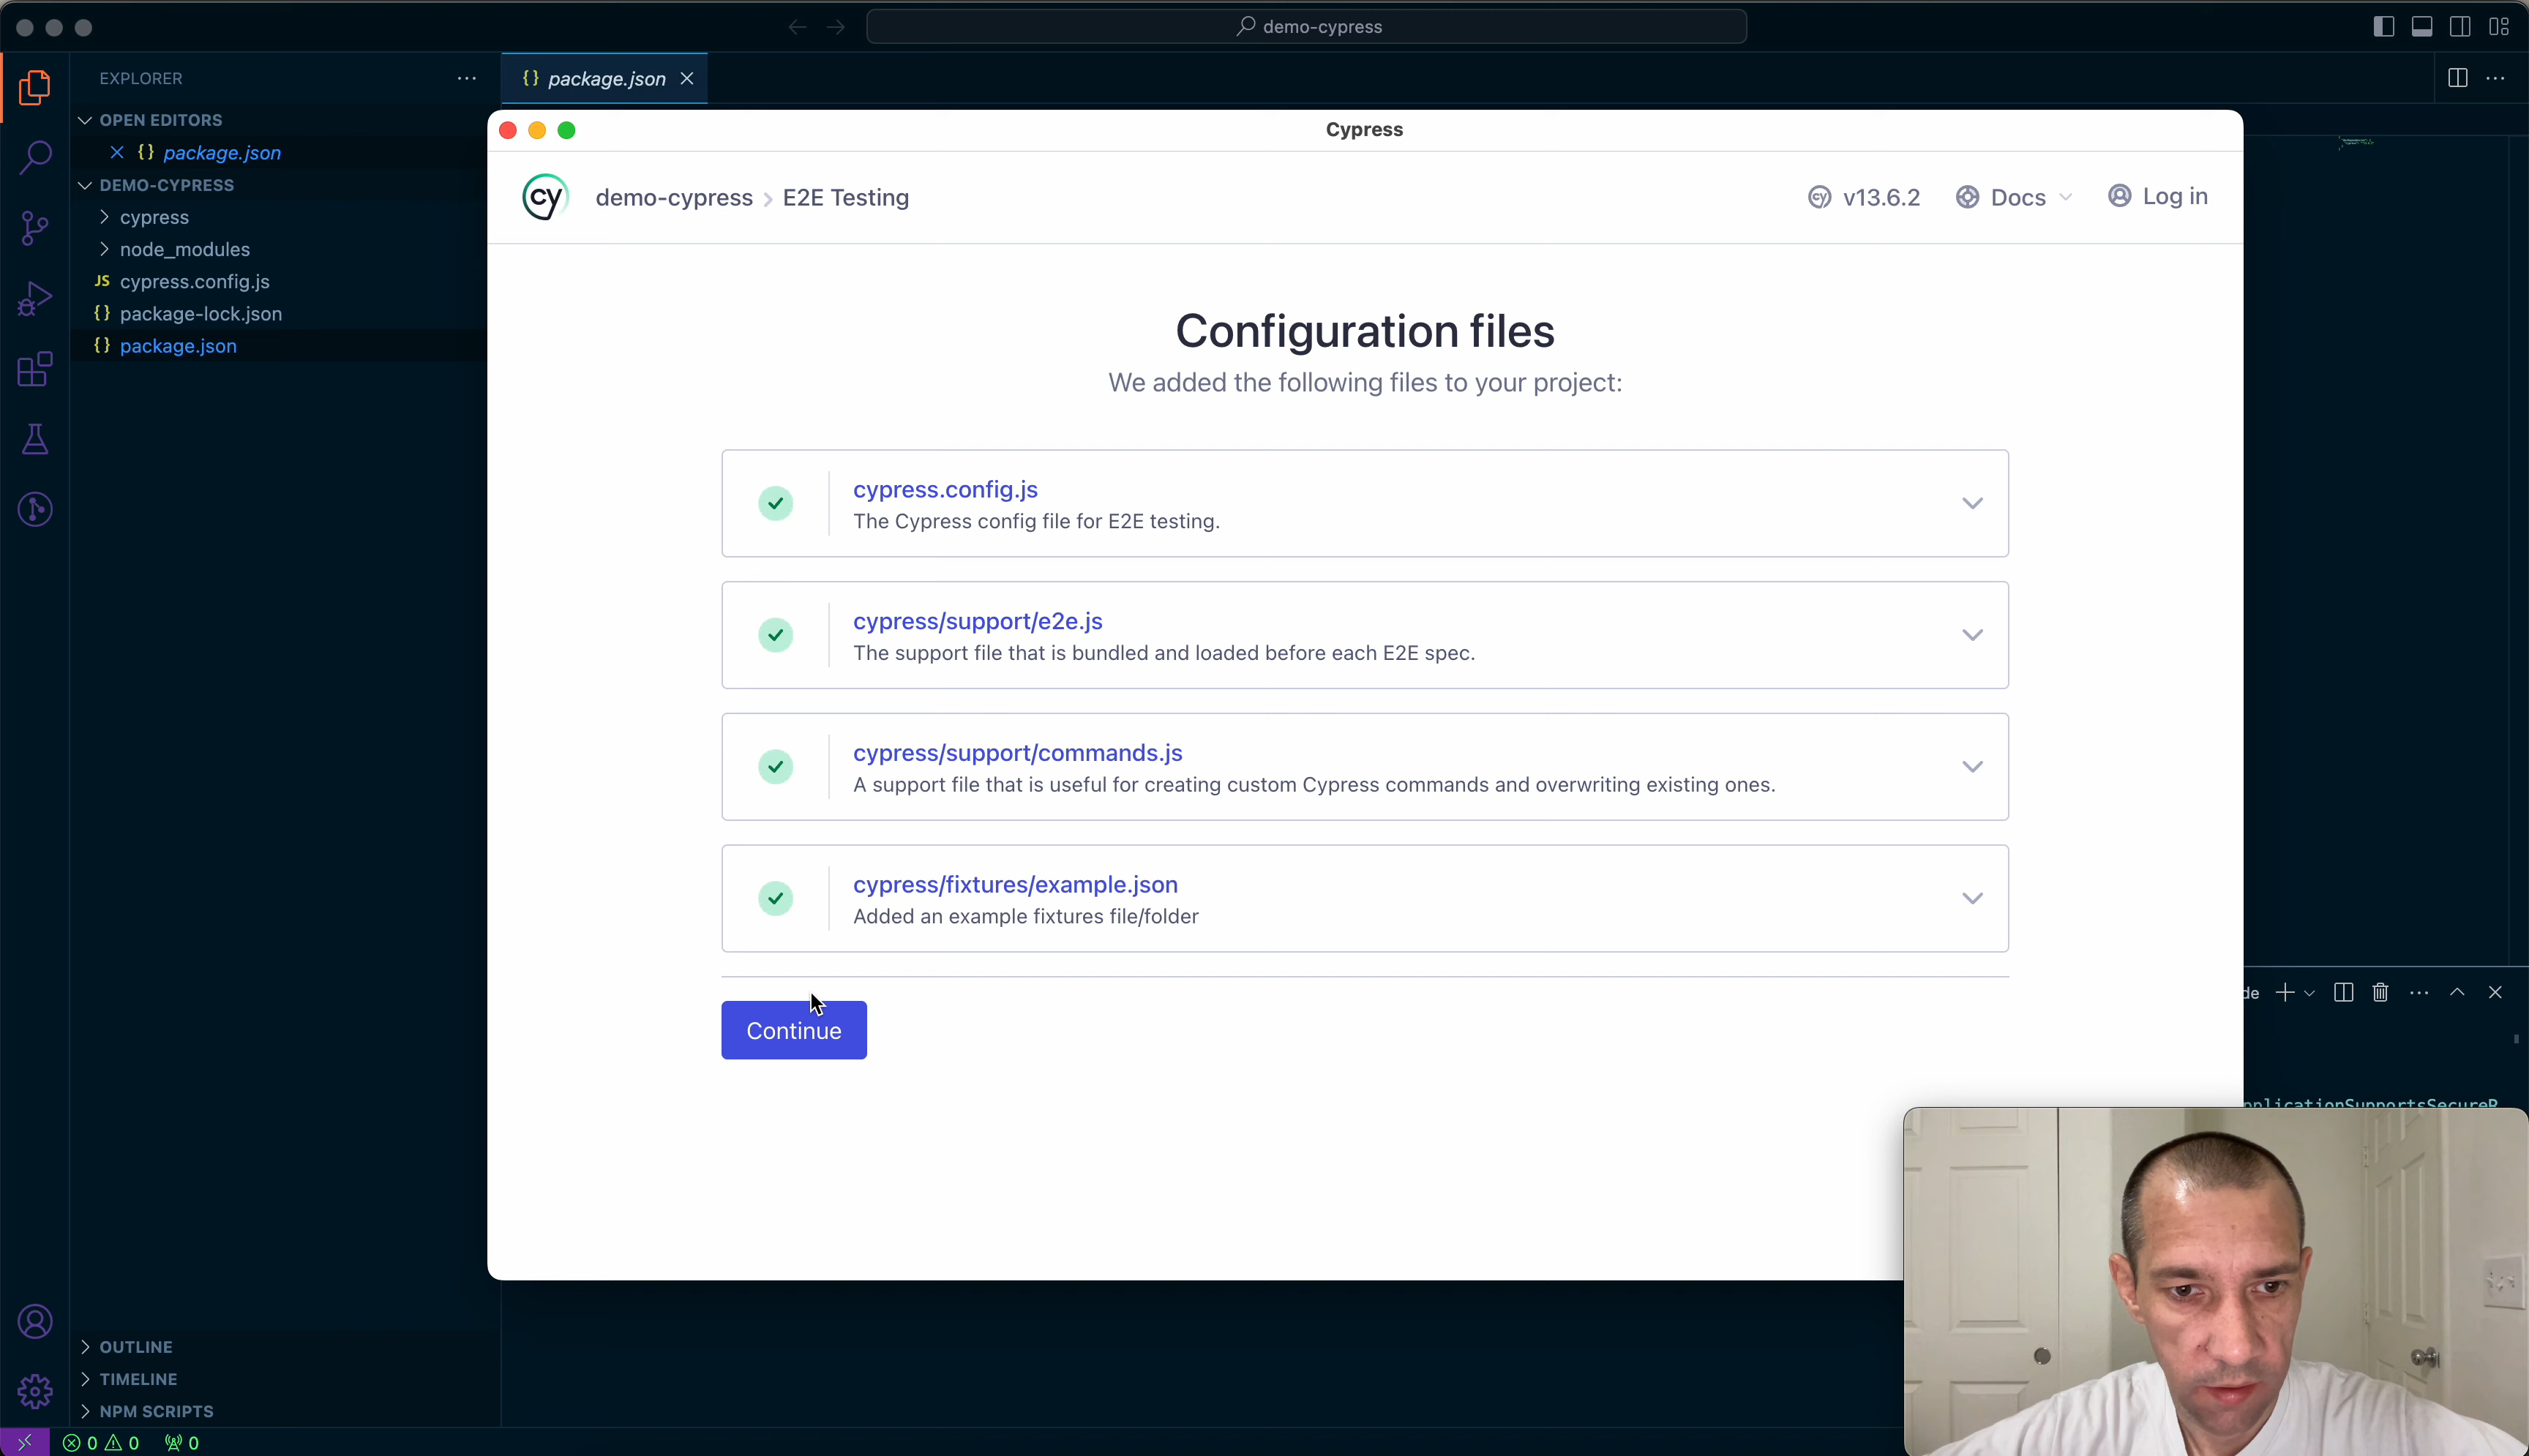 demo-cypress
EXPLORER
package.json
OPEN EDITORS
package.json
DEMO-CYPRESS
cypress
node_modules
JS cypress.config.js
{} package-lock.json
{} package.json
OUTLINE
TIMELINE
NPM SCRIPTS
0 0 0
Cypress
cy demo-cypress > E2E Testing
v13.6.2
Docs
Log in
Configuration files
We added the following files to your project:
cypress.config.js
The Cypress config file for E2E testing.
cypress/support/e2e.js
The support file that is bundled and loaded before each E2E spec.
cypress/support/commands.js
A support file that is useful for creating custom Cypress commands and overwriting existing ones.
cypress/fixtures/example.json
Added an example fixtures file/folder
Continue
de